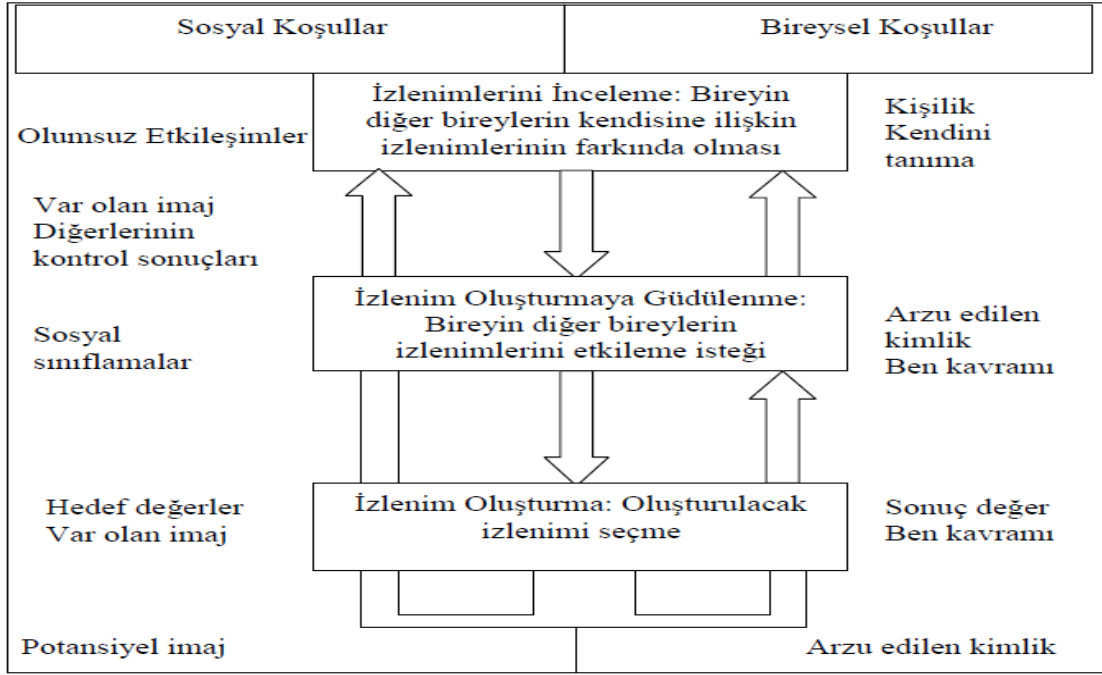 Sosyal Koşullar
Bireysel Koşullar
İzlenimlerini İnceleme: Bireyin
diğer bireylerin kendisine ilişkin
izlenimlerinin farkında olması
Olumsuz Etkileşimler
Kişilik
Kendini
tanıma
Var olan imaj
Diğerlerinin
kontrol sonuçları
İzlenim Oluşturmaya Güdülenme:
Bireyin diğer bireylerin
izlenimlerini etkileme isteği
Sosyal
sınıflamalar
Arzu edilen
kimlik
Ben kavramı
İzlenim Oluşturma: Oluşturulacak
izlenimi seçme
Hedef değerler
Var olan imaj
Sonuç değer
Ben kavramı
Potansiyel imaj
Arzu edilen kimlik